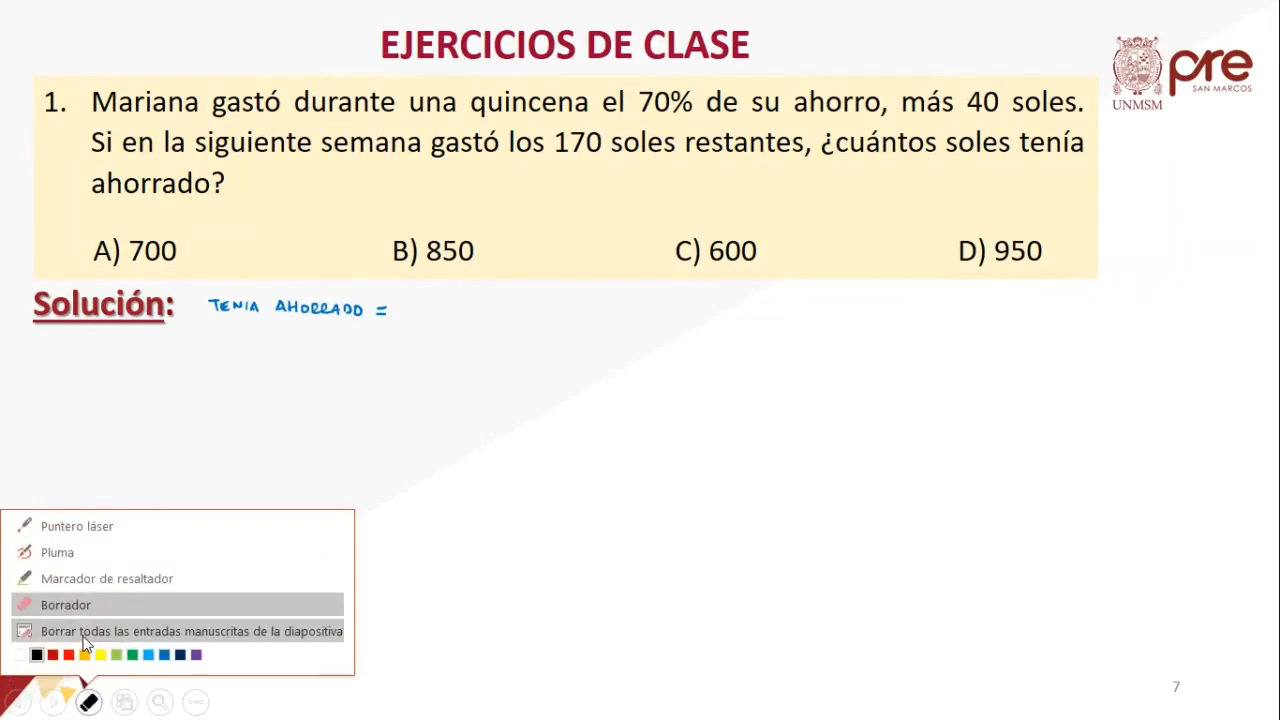 EJERCICIOS DE CLASE
pre
SAN MARCOS
UNMSM
1. Mariana gastó durante una quincena el 70% de su ahorro, más 40 soles.
Si en la siguiente semana gastó los 170 soles restantes, ¿cuántos soles tenía
ahorrado?
A) 700 B) 850 C) 600 D) 950
Solución: TENIA AHORRADO =
Puntero láser
Pluma
Marcador de resaltador
Borrador
Borrar todas las entradas manuscritas de la diapositiva
7